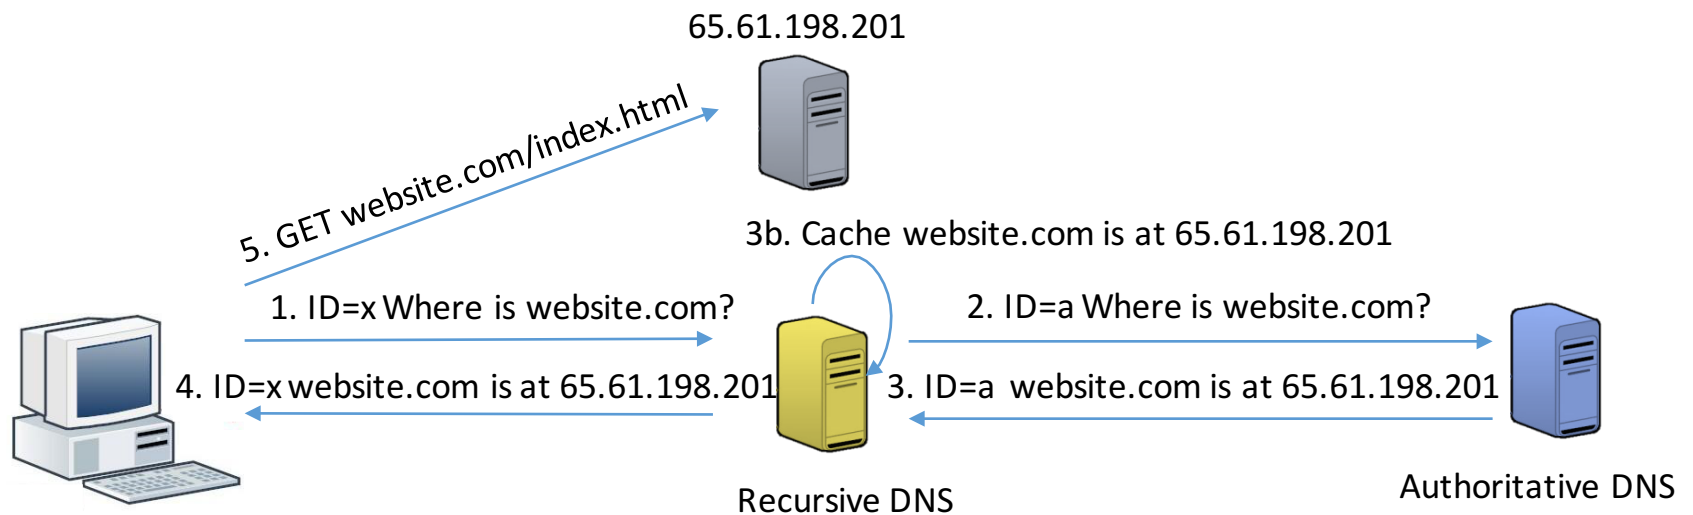 65.61.198.201
5. GET website.com/index.html
3b. Cache website.com is at 65.61.198.201
1. ID=x Where is website.com?
2. ID=a Where is website.com?
4. ID=x website.com is at 65.61.198.201
3. ID=a website.com is at 65.61.198.201
Recursive DNS
Authoritative DNS